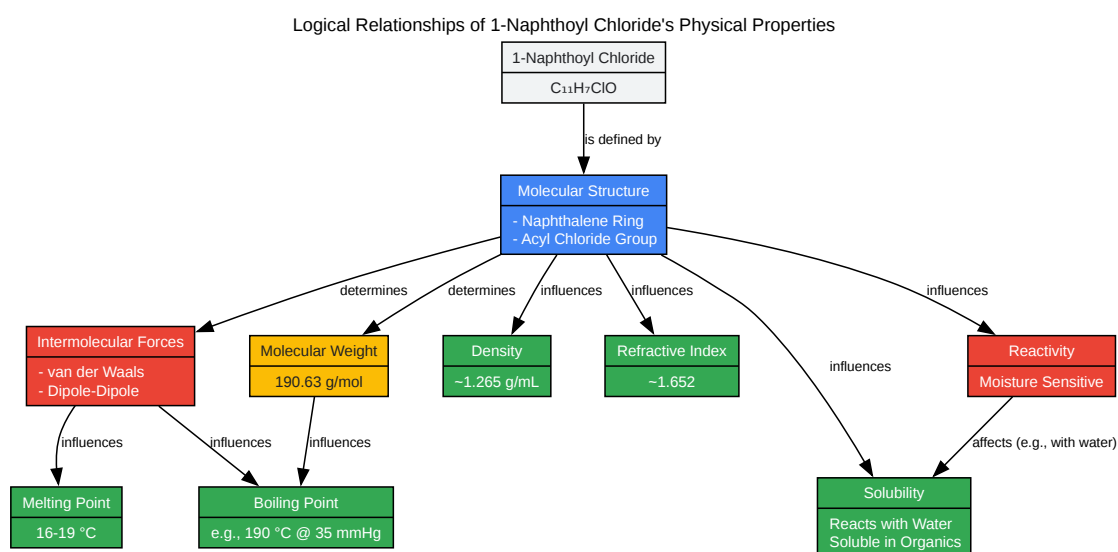 Logical Relationships of 1-Naphthoyl Chloride's Physical Properties
1-Naphthoyl Chloride
C₁₁H₇ClO
is defined by
Molecular Structure
- Naphthalene Ring
- Acyl Chloride Group
determines
determines
influences
influences
influences
influences
Intermolecular Forces
- van der Waals
- Dipole-Dipole
Molecular Weight
190.63 g/mol
Density
~1.265 g/mL
Refractive Index
~1.652
Reactivity
Moisture Sensitive
influences
influences
influences
affects (e.g., with water)
Melting Point
16-19 °C
Boiling Point
e.g., 190 °C @ 35 mmHg
Solubility
Reacts with Water
Soluble in Organics